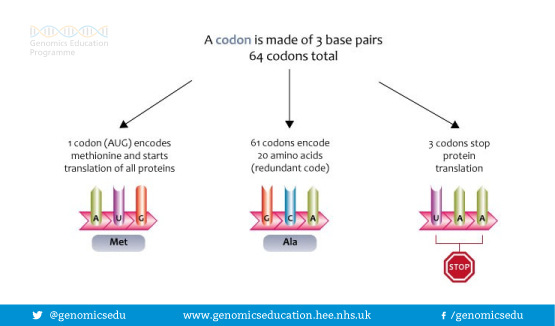 Genomics Education
Programme
A codon is made of 3 base pairs
64 codons total
1 codon (AUG) encodes
methionine and starts
translation of all proteins
61 codons encode
20 amino acids
(redundant code)
3 codons stop
protein
translation
A U G
Met
G C A
Ala
U A A
STOP
@genomicsedu
www.genomicseducation.hee.nhs.uk
/genomicsedu